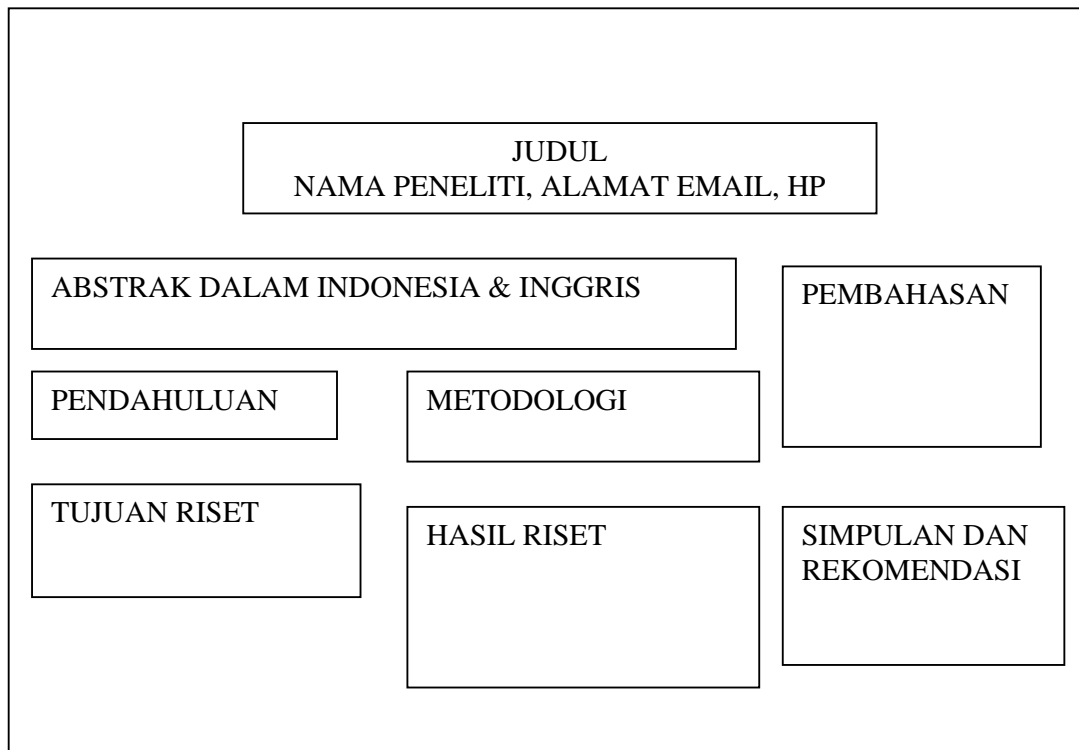 JUDUL
NAMA PENELITI, ALAMAT EMAIL, HP
ABSTRAK DALAM INDONESIA & INGGRIS
PENDAHULUAN
TUJUAN RISET
METODOLOGI
HASIL RISET
PEMBAHASAN
SIMPULAN DAN
REKOMENDASI